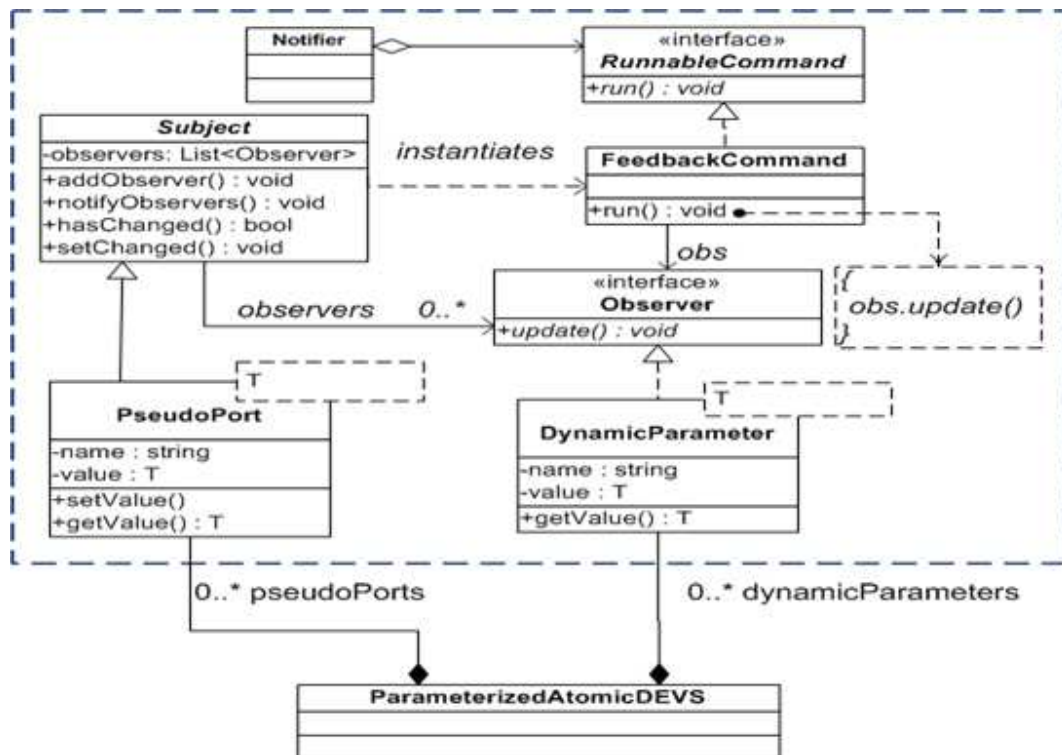 Notifier
«interface»
RunnableCommand
+run() : void
Subject
-observers: List<Observer>
+addObserver() : void
+notifyObservers() : void
+hasChanged() : bool
+setChanged() : void
instantiates
FeedbackCommand
+run() : void
obs
«interface»
Observer
+update() : void
{
obs.update()
}
observers
0..*
T
PseudoPort
-name : string
-value : T
+setValue()
+getValue() : T
T
DynamicParameter
-name : string
-value : T
+getValue() : T
0..* pseudoPorts
0..* dynamicParameters
ParameterizedAtomicDEVS